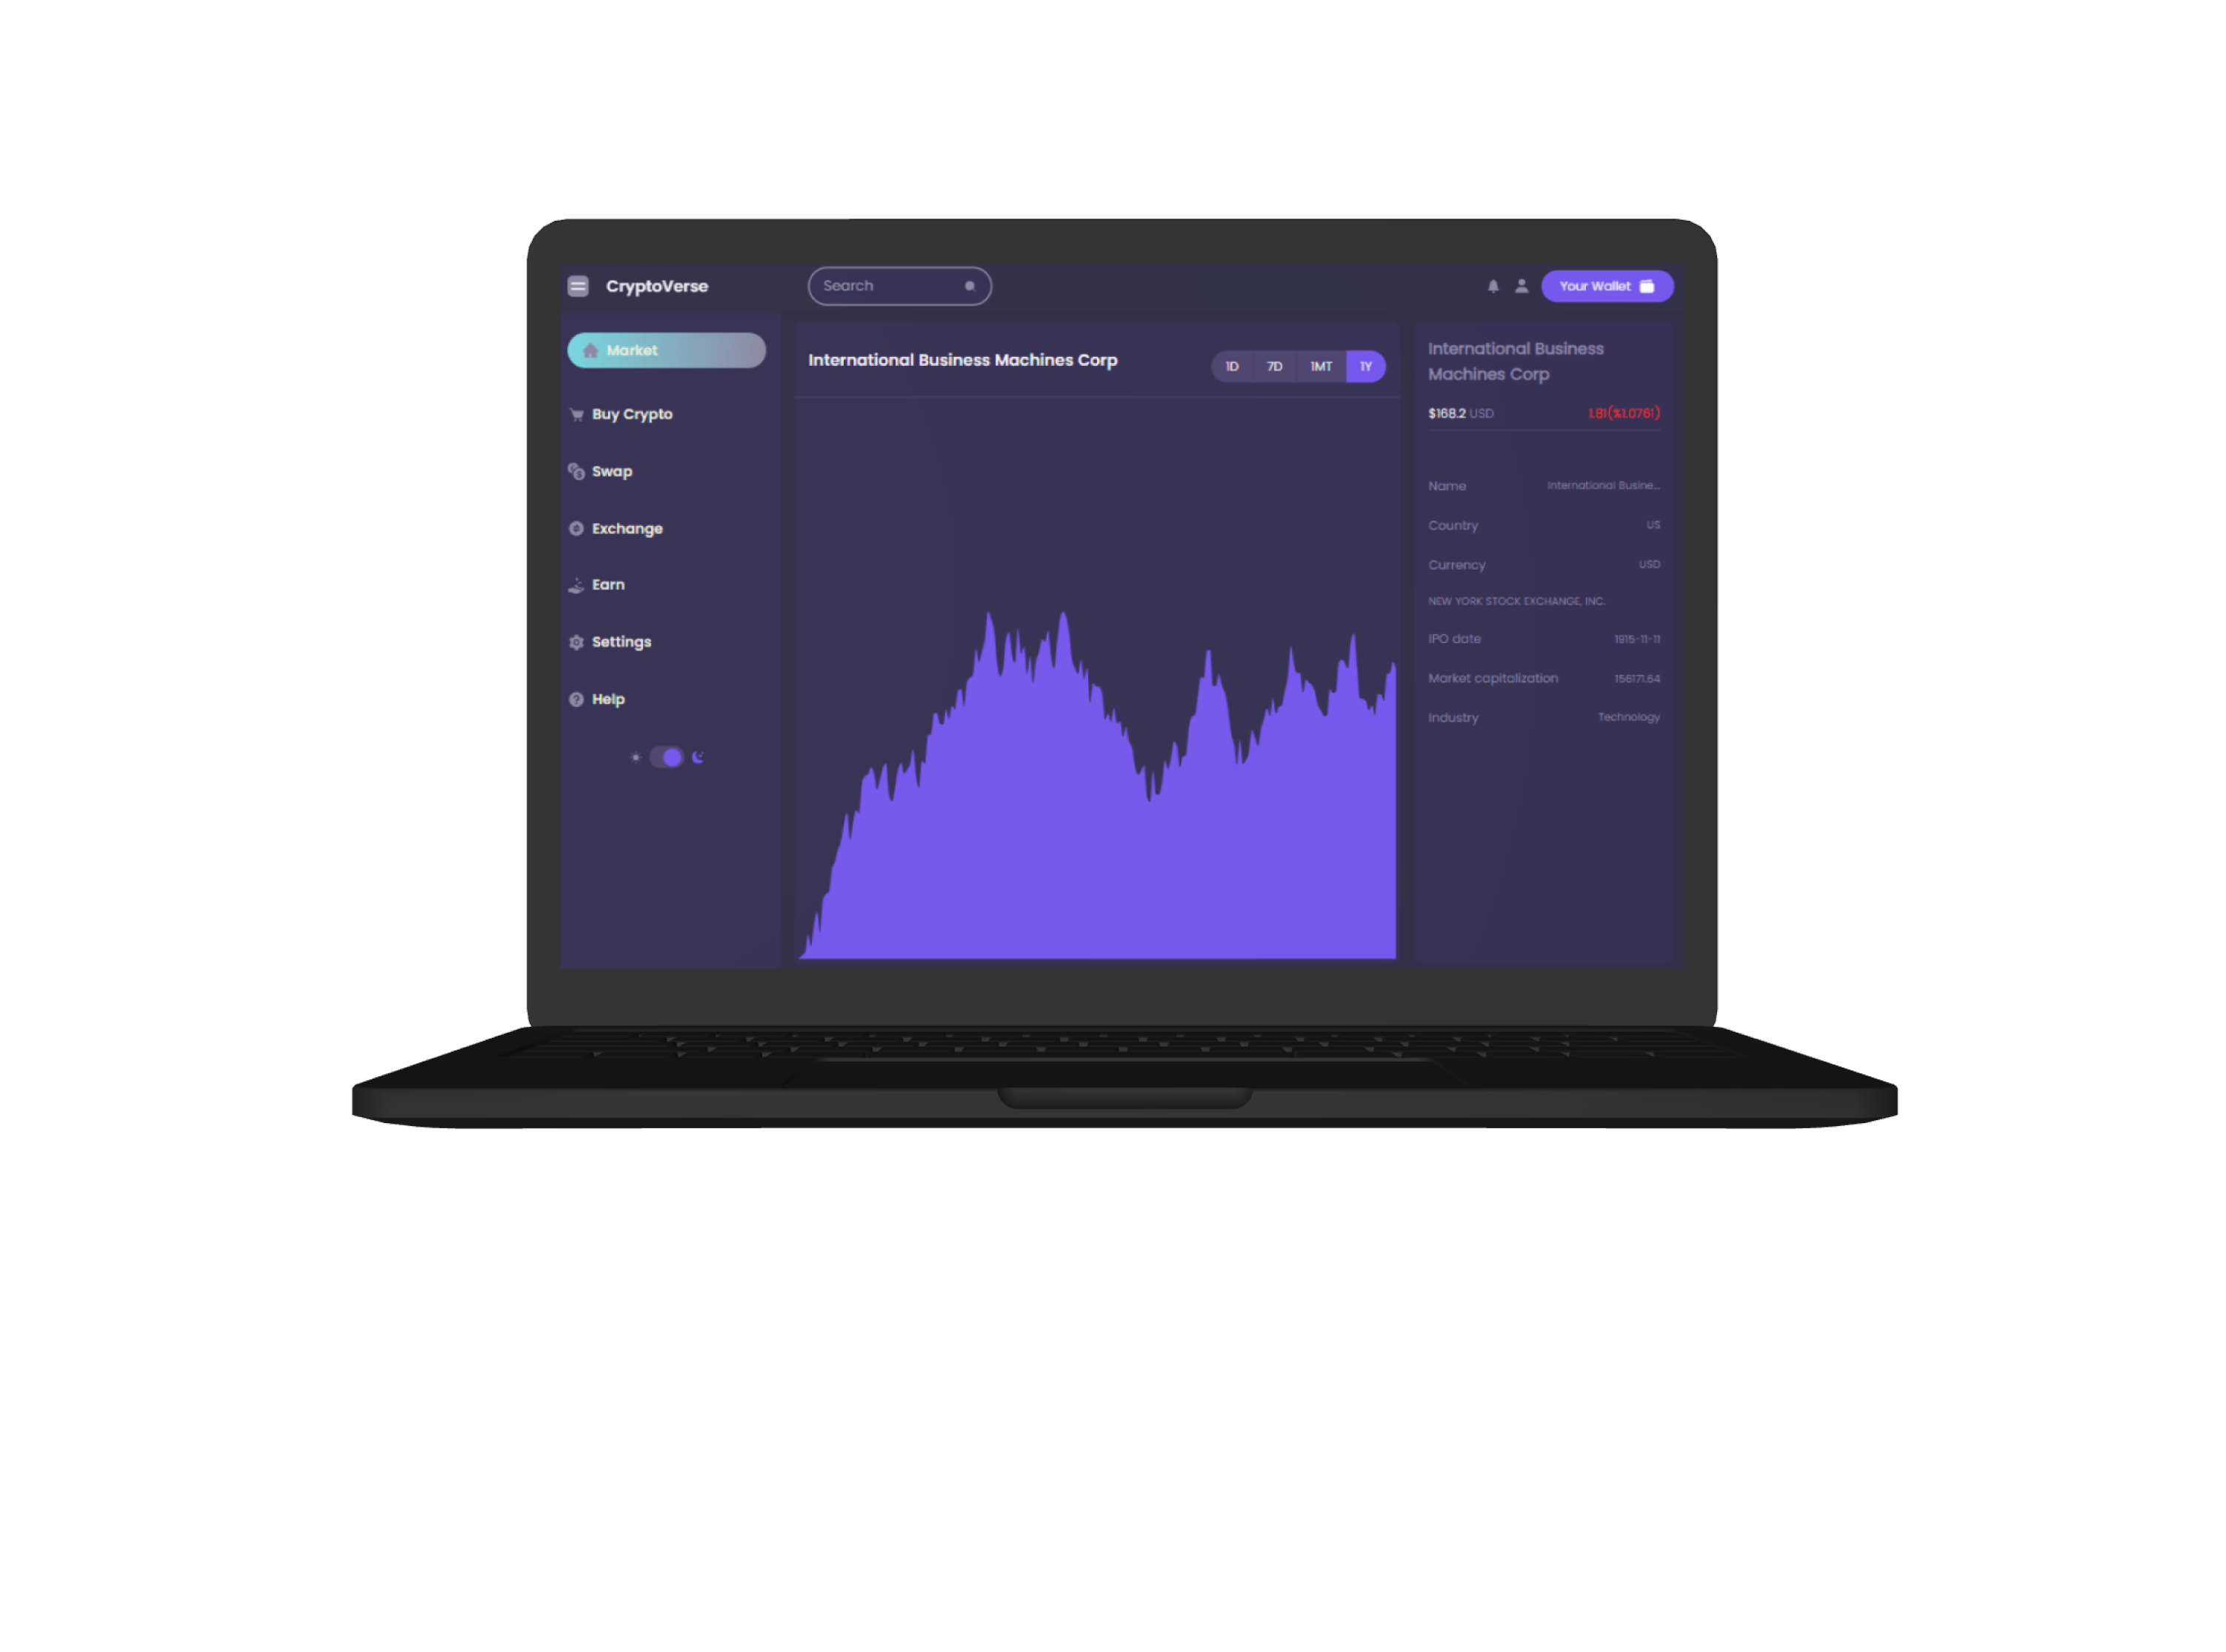 CryptoVerse
Search
Your Wallet
Market
Buy Crypto
Swap
Exchange
Earn
Settings
Help
International Business Machines Corp
1D 7D 1MT 1Y
International Business
Machines Corp
$168.2 USD 1.81(%1.0761)
Name International Busine...
Country US
Currency USD
NEW YORK STOCK EXCHANGE, INC.
IPO date 1915-11-11
Market capitalization 156171.64
Industry Technology